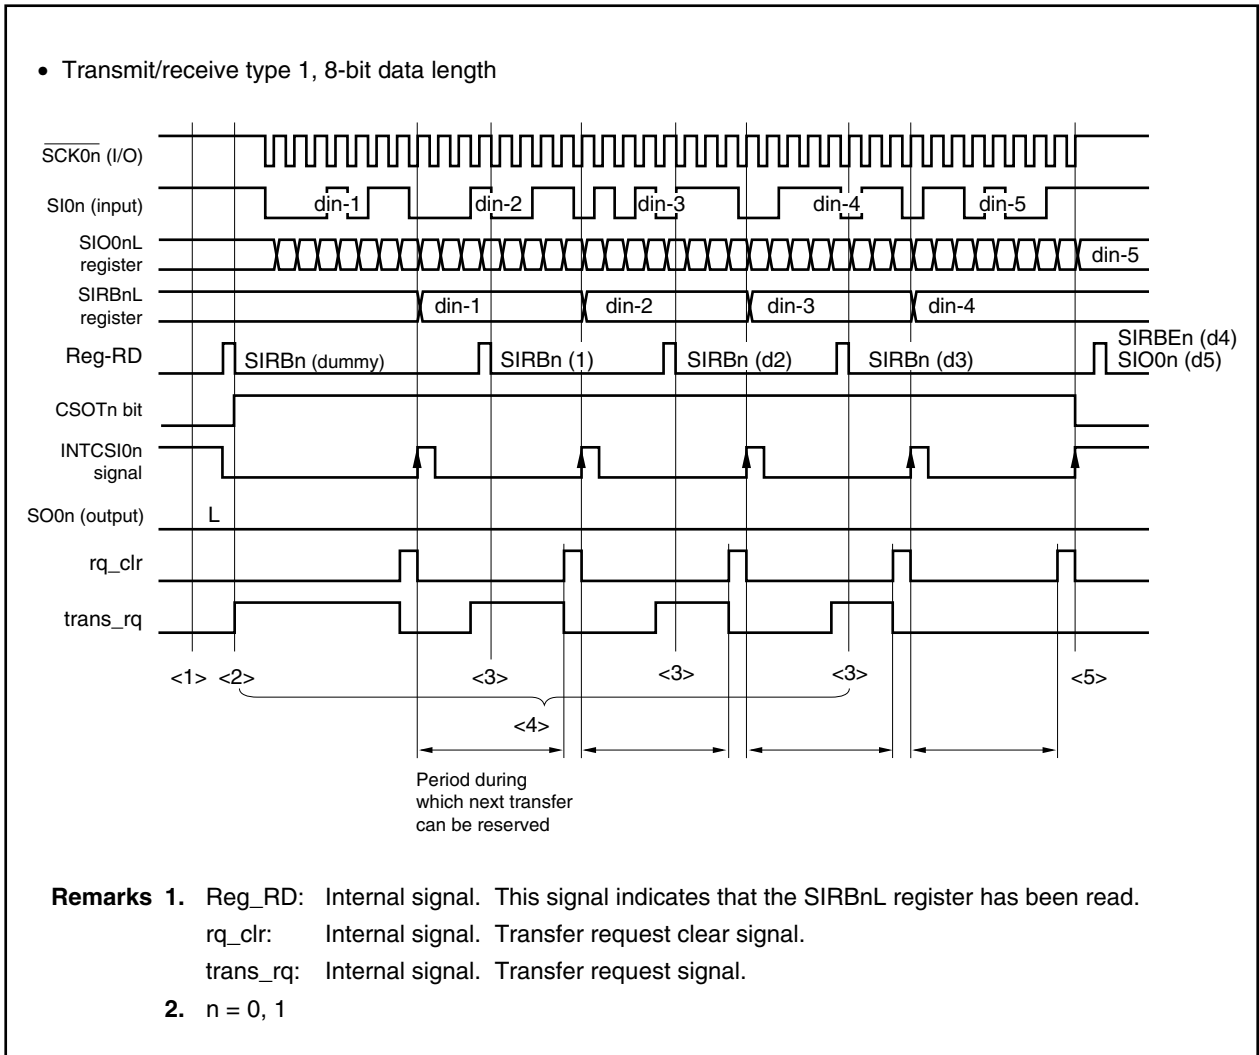 • Transmit/receive type 1, 8-bit data length
SCK0n (I/O)
SI0n (input)
din-1
din-2
din-3
din-4
din-5
SIO0nL
register
din-5
SIRBnL
register
din-1
din-2
din-3
din-4
Reg-RD
SIRBn (dummy)
SIRBn (1)
SIRBn (d2)
SIRBn (d3)
SIRBEn (d4)
SIO0n (d5)
CSOTn bit
INTCSI0n
signal
SO0n (output)
L
rq_clr
trans_rq
<1>
<2>
<3>
<3>
<3>
<5>
<4>
Period during
which next transfer
can be reserved
Remarks 1. Reg_RD: Internal signal. This signal indicates that the SIRBnL register has been read.
rq_clr: Internal signal. Transfer request clear signal.
trans_rq: Internal signal. Transfer request signal.
2. n = 0, 1